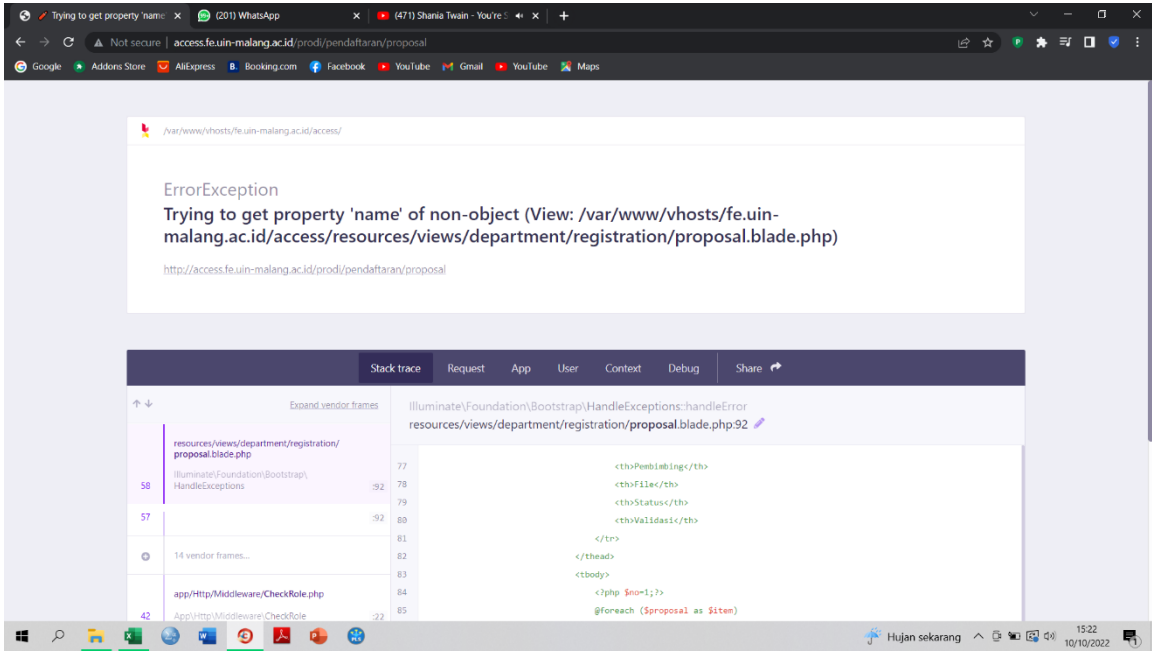 Trying to get property 'name'
(201) WhatsApp
(471) Shania Twain - You're S
Not secure | access.fe.uin-malang.ac.id/prodi/pendaftaran/proposal
Google Addons Store AliExpress Booking.com Facebook YouTube Gmail YouTube Maps
/var/www/vhosts/fe.uin-malang.ac.id/access/
ErrorException
Trying to get property 'name' of non-object (View: /var/www/vhosts/fe.uin-
malang.ac.id/access/resources/views/department/registration/proposal.blade.php)
http://access.fe.uin-malang.ac.id/prodi/pendaftaran/proposal
Stack trace Request App User Context Debug Share
Expand vendor frames
resources/views/department/registration/
proposal.blade.php
Illuminate\Foundation\Bootstrap\
58 HandleExceptions :92
57 :92
14 vendor frames...
app/Http/Middleware/CheckRole.php
42 App\Http\Middleware\CheckRole :22
Illuminate\Foundation\Bootstrap\HandleExceptions::handleError
resources/views/department/registration/proposal.blade.php:92
77 <th>Pembimbing</th>
78 <th>File</th>
79 <th>Status</th>
80 <th>Validasi</th>
81 </tr>
82 </thead>
83 <tbody>
84 <?php $no=1;?>
85 @foreach ($proposal as $item)
Hujan sekarang
15:22
10/10/2022